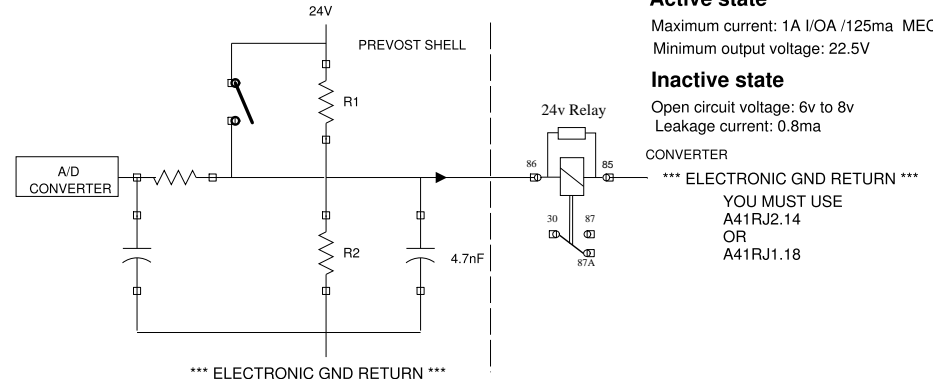 Active state
24V
Maximum current: 1A I/OA /125ma MEC
PREVOST SHELL
Minimum output voltage: 22.5V
Inactive state
R1
24v Relay
Open circuit voltage: 6v to 8v
Leakage current: 0.8ma
A/D
CONVERTER
86
85
CONVERTER
*** ELECTRONIC GND RETURN ***
YOU MUST USE
A41RJ2.14
OR
A41RJ1.18
30
87
87A
R2
4.7nF
*** ELECTRONIC GND RETURN ***